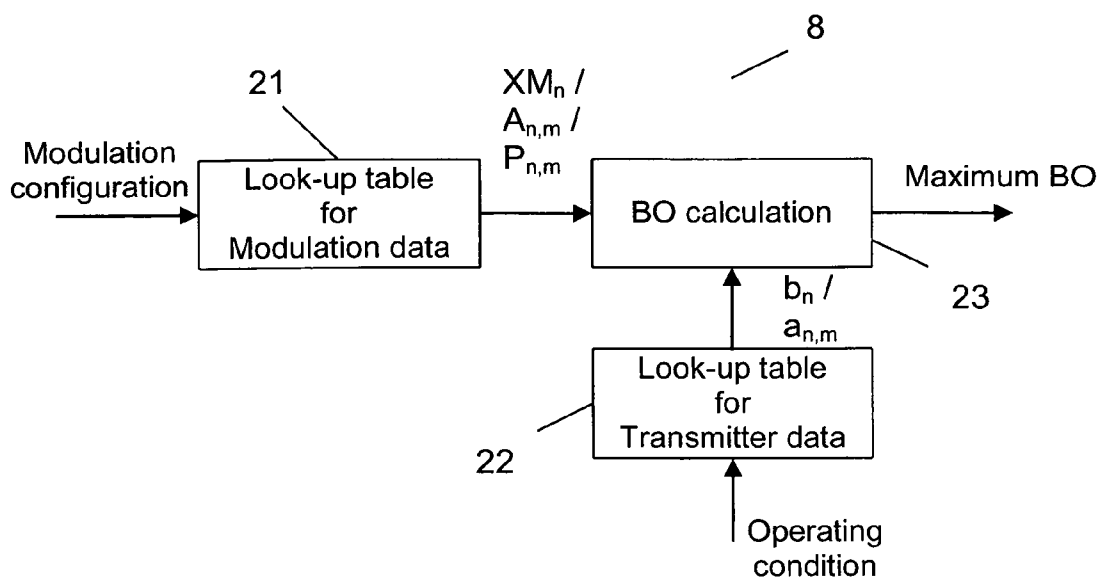 8
21
XMₙ /
Aₙ,ₘ /
Pₙ,ₘ
Modulation
configuration
Look-up table
for
Modulation data
BO calculation
Maximum BO
23
bₙ /
aₙ,ₘ
Look-up table
for
Transmitter data
22
Operating
condition